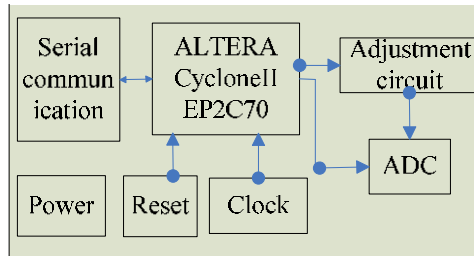 Serial
commun
ication
ALTERA
CycloneII
EP2C70
Adjustment
circuit
ADC
Power
Reset
Clock